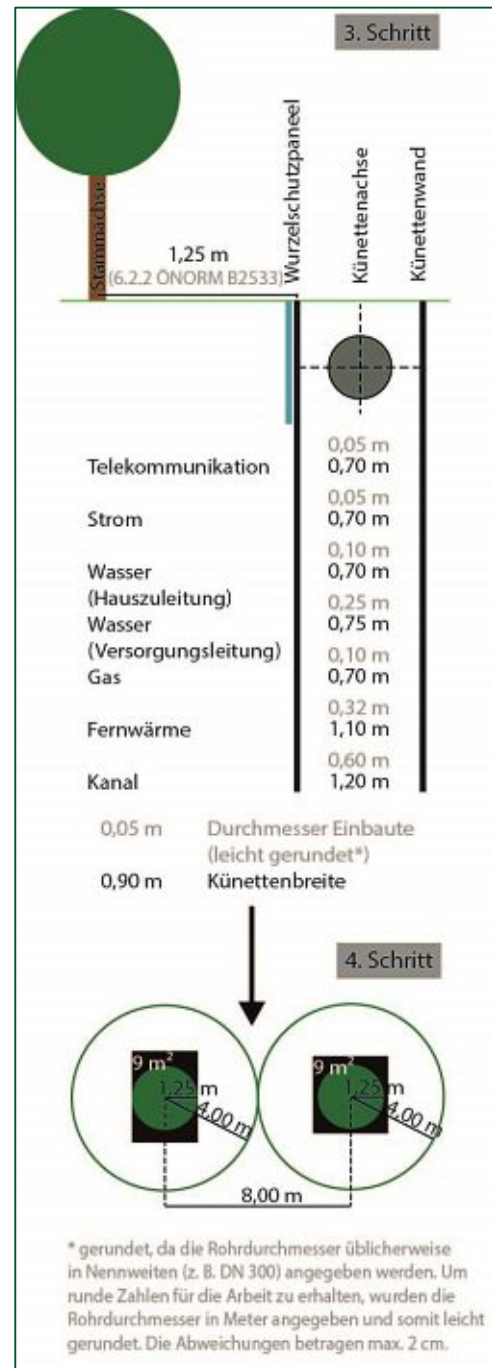 3. Schritt
Stammachse
Wurzelschutzpaneel
Künettenachse
Künettenwand
1,25 m
(6.2.2 ÖNORM B2533)
0,05 m
Telekommunikation 0,70 m
0,05 m
Strom 0,70 m
0,10 m
Wasser 0,70 m
(Hauszuleitung) 0,25 m
Wasser 0,75 m
(Versorgungsleitung) 0,10 m
Gas 0,70 m
0,32 m
Fernwärme 1,10 m
0,60 m
Kanal 1,20 m
0,05 m Durchmesser Einbaute
(leicht gerundet*)
0,90 m Künettenbreite
4. Schritt
9 m² 9 m²
1,25 m 1,25 m
4,00 m 4,00 m
8,00 m
* gerundet, da die Rohrdurchmesser üblicherweise
in Nennweiten (z. B. DN 300) angegeben werden. Um
runde Zahlen für die Arbeit zu erhalten, wurden die
Rohrdurchmesser in Meter angegeben und somit leicht
gerundet. Die Abweichungen betragen max. 2 cm.